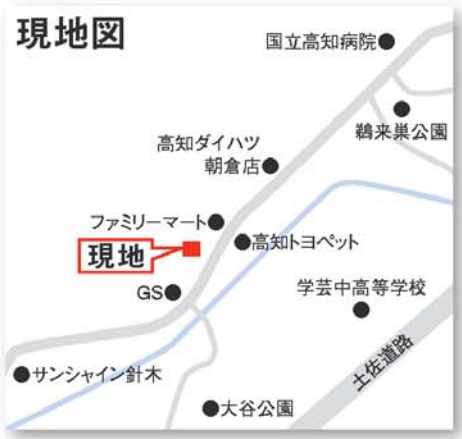 現地図
国立高知病院
鵜来巣公園
高知ダイハツ
朝倉店
ファミリーマート
現地
高知トヨペット
GS
学芸中高等学校
土佐道路
サンシャイン針木
大谷公園